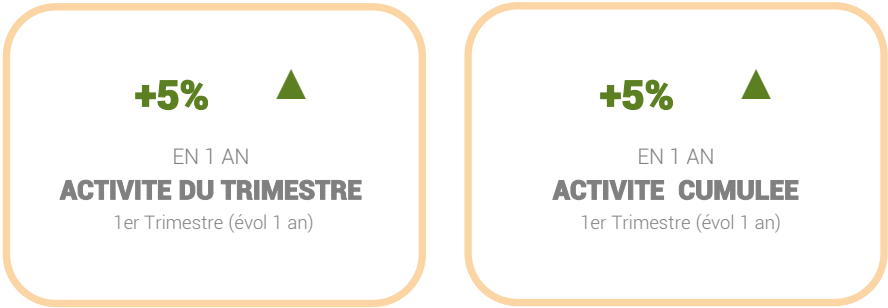 +5%
EN 1 AN
ACTIVITE DU TRIMESTRE
1er Trimestre (évol 1 an)
+5%
EN 1 AN
ACTIVITE CUMULEE
1er Trimestre (évol 1 an)